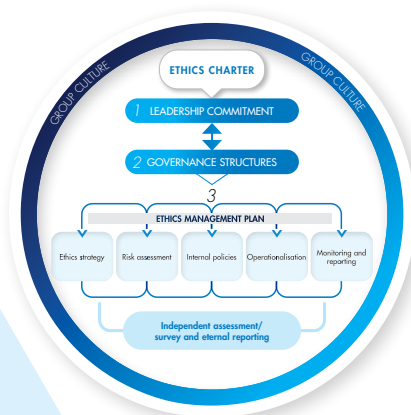 GROUP CULTURE
GROUP CULTURE
ETHICS CHARTER
1 LEADERSHIP COMMITMENT
2 GOVERNANCE STRUCTURES
3
ETHICS MANAGEMENT PLAN
Ethics strategy
Risk assessment
Internal policies
Operationalisation
Monitoring and
reporting
Independent assessment/
survey and eternal reporting